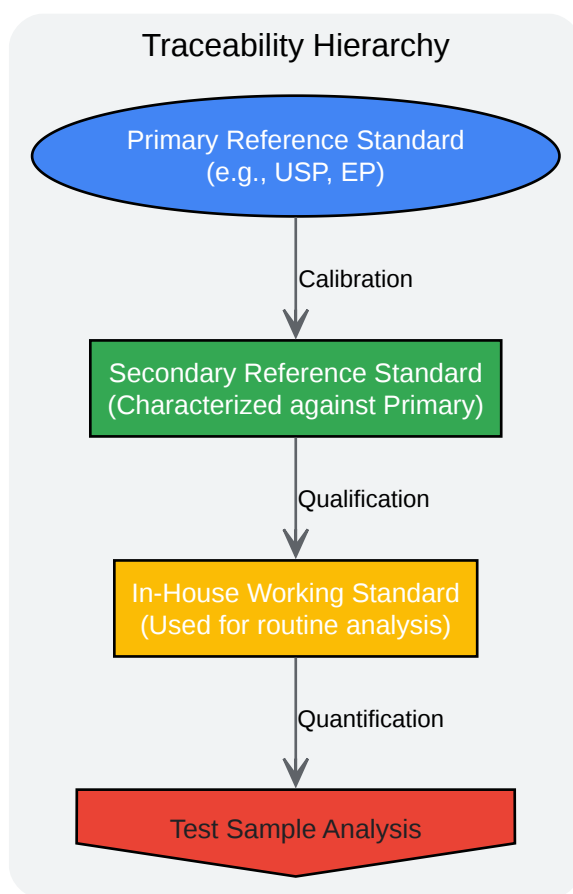 Traceability Hierarchy
Primary Reference Standard
(e.g., USP, EP)
Calibration
Secondary Reference Standard
(Characterized against Primary)
Qualification
In-House Working Standard
(Used for routine analysis)
Quantification
Test Sample Analysis